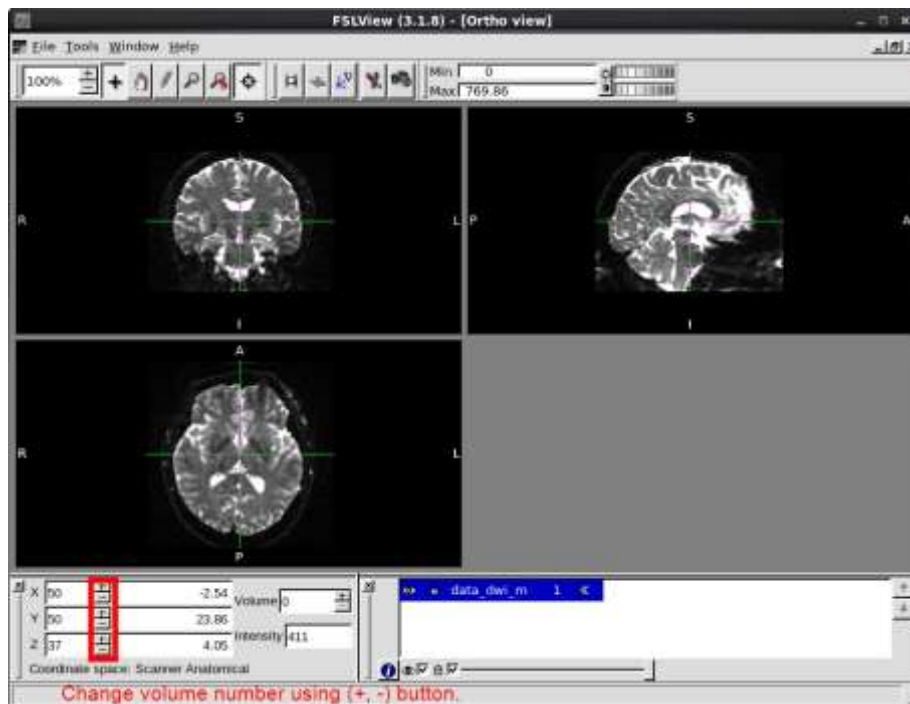 FSLView (3.1.8) - [Ortho view]
File Tools Window Help
100%
Min 0
Max 769.86
S
R
L
I
S
P
A
I
A
R
L
P
X 50 -2.54
Y 50 23.86
Z 37 4.05
Volume 0
Intensity 411
Coordinate space: Scanner Anatomical
data_dwi_m 1
Change volume number using (+, -) button.